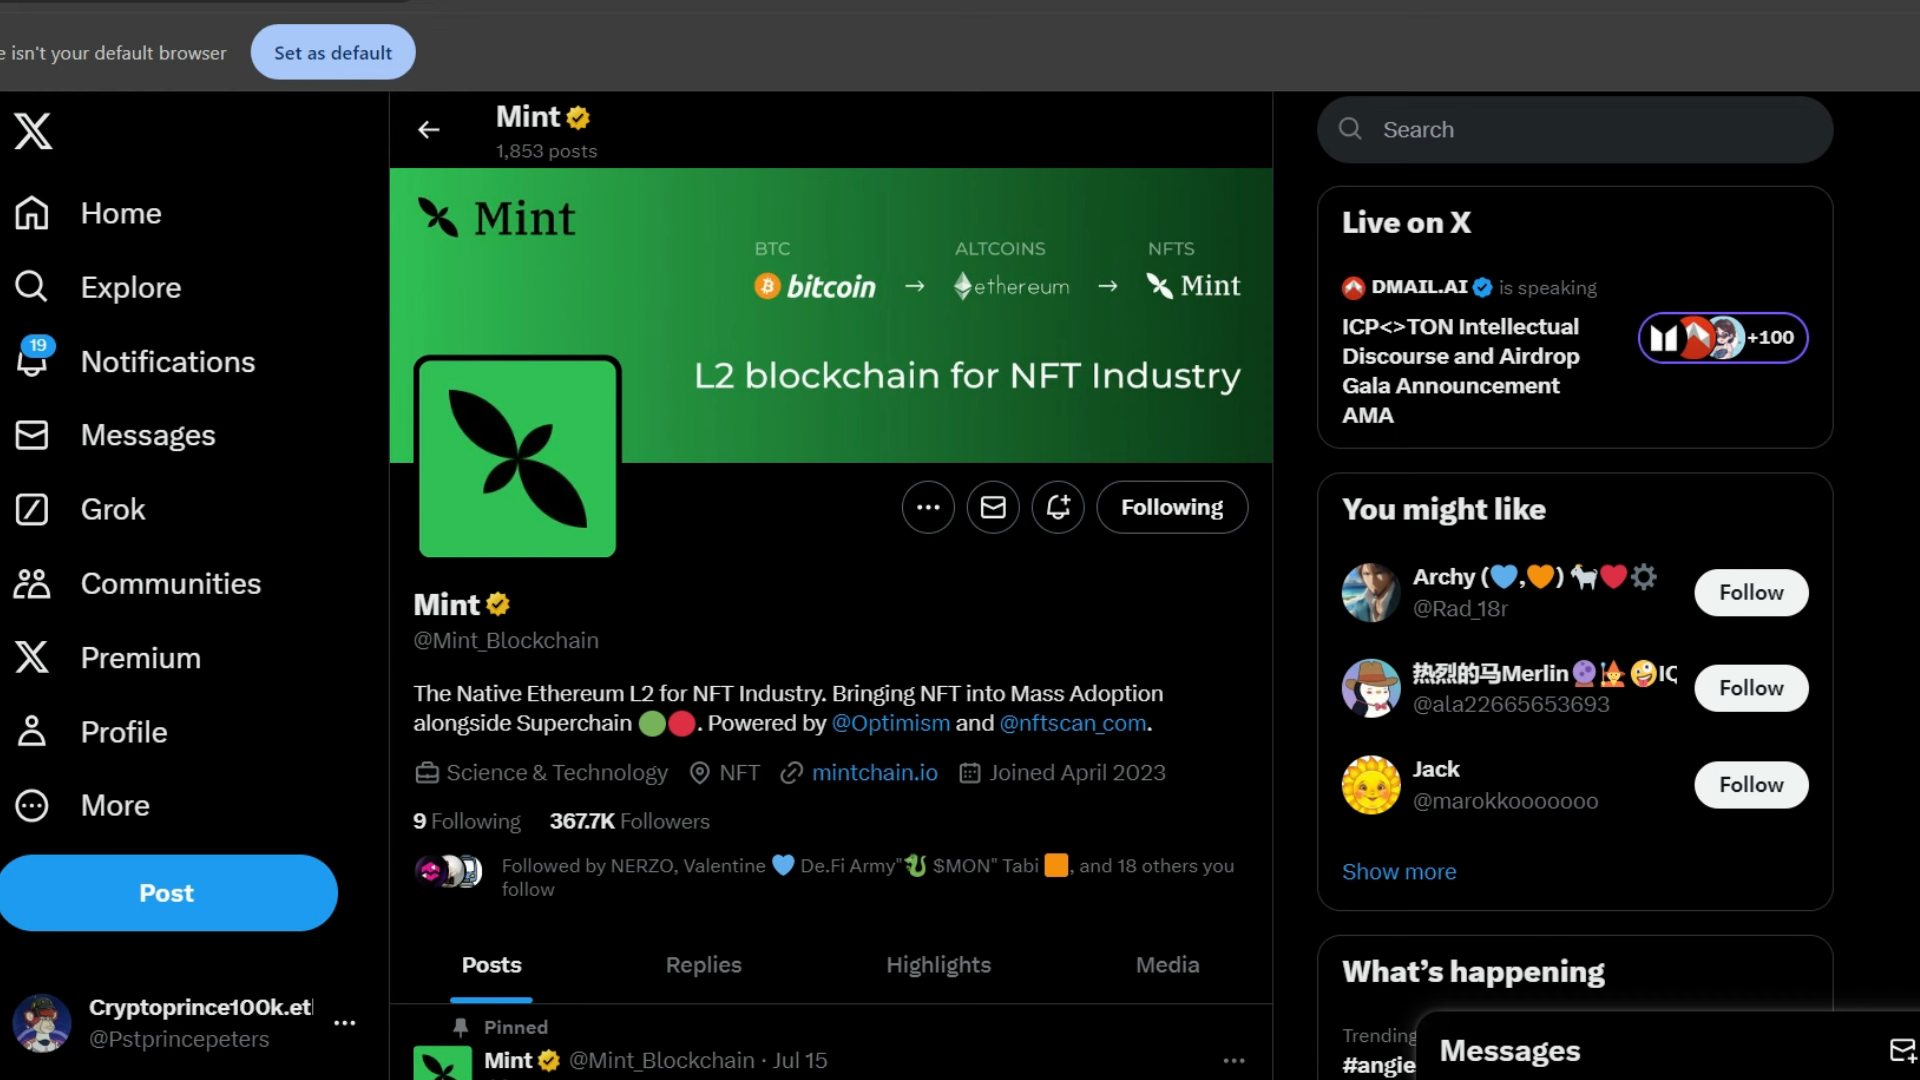 e isn't your default browser
Set as default
Home
Explore
19
Notifications
Messages
Grok
Communities
Premium
Profile
More
Post
Cryptoprince100k.et
@Pstprincepeters
Mint
1,853 posts
Mint
BTC
ALTCOINS
NFTS
bitcoin → ethereum → Mint
L2 blockchain for NFT Industry
Following
Mint
@Mint_Blockchain
The Native Ethereum L2 for NFT Industry. Bringing NFT into Mass Adoption
alongside Superchain 🟢🔴. Powered by @Optimism and @nftscan_com.
Science & Technology NFT mintchain.io Joined April 2023
9 Following 367.7K Followers
Followed by NERZO, Valentine 💙 De.Fi Army"🐉 $MON" Tabi 🟧, and 18 others you
follow
Posts Replies Highlights Media
Pinned
Mint @Mint_Blockchain · Jul 15
Search
Live on X
DMAIL.AI is speaking
ICP<>TON Intellectual
Discourse and Airdrop
Gala Announcement
AMA
+100
You might like
Archy (💙,🧡) 🐐❤️⚙️
@Rad_18r
Follow
热烈的马Merlin🔮🧙🤪IC
@ala22665653693
Follow
Jack
@marokkooooooo
Follow
Show more
What's happening
Trending
#angie
Messages